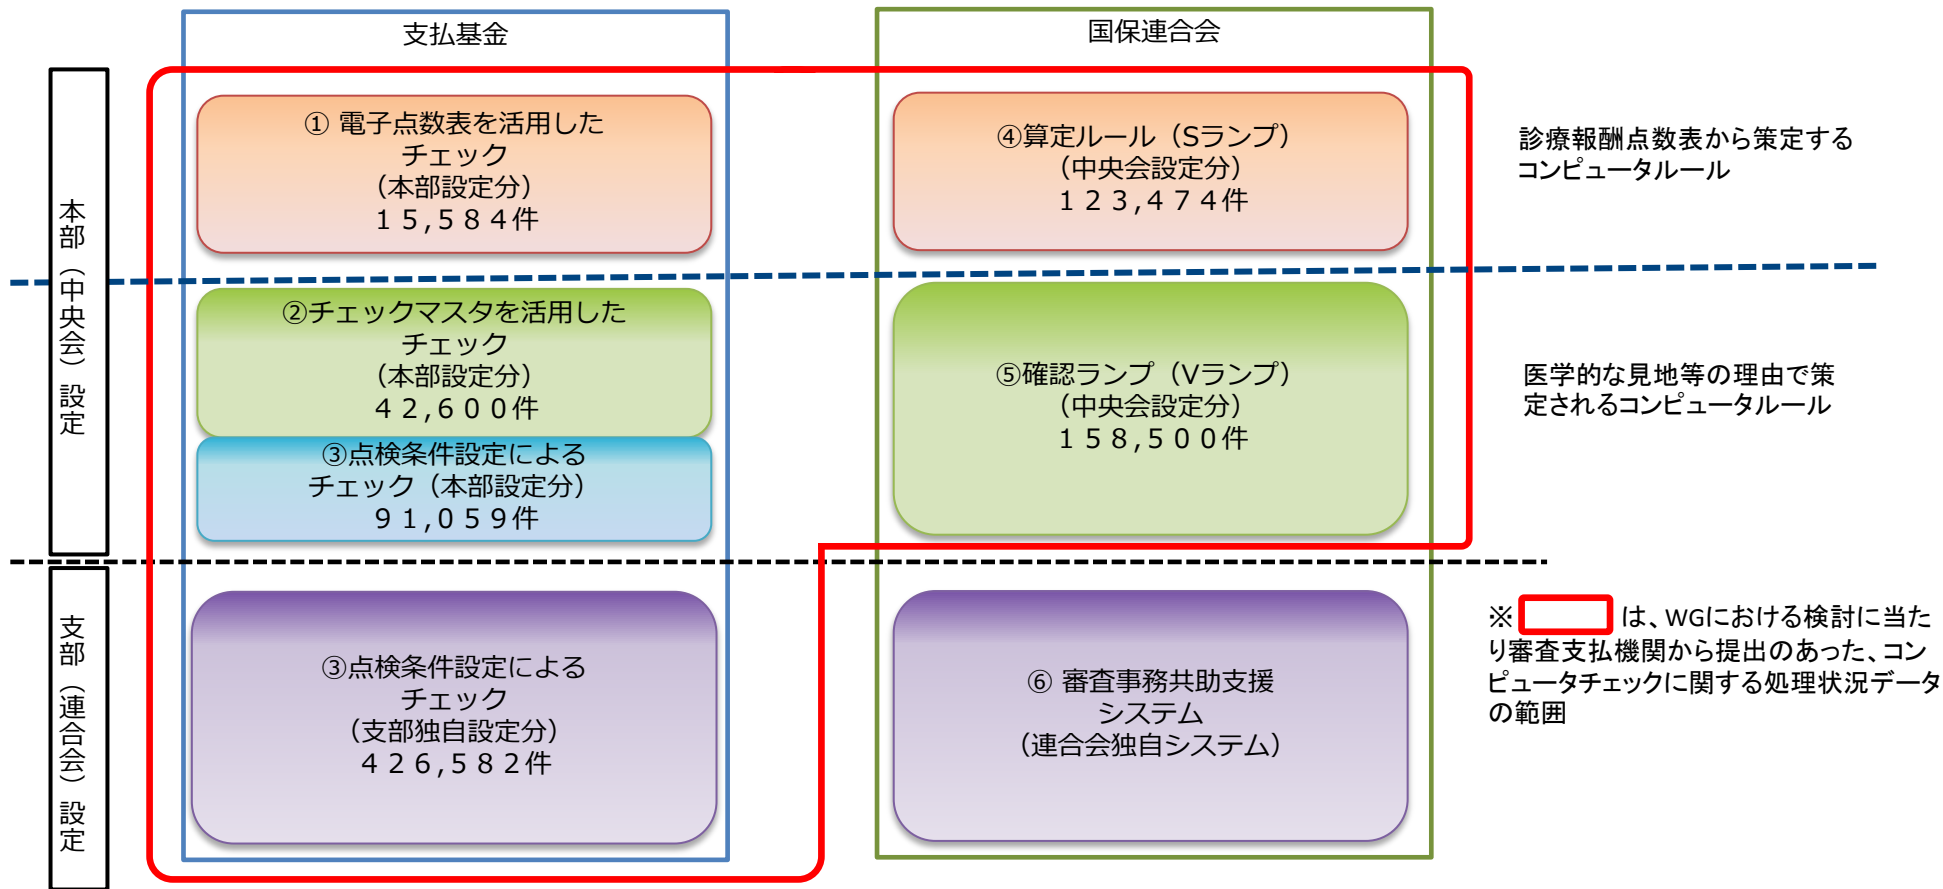 支払基金
国保連合会
本部（中央会）設定
① 電子点数表を活用した
チェック
（本部設定分）
１５,５８４件
④算定ルール（Sランプ）
（中央会設定分）
１２３,４７４件
診療報酬点数表から策定する
コンピュータルール
②チェックマスタを活用した
チェック
（本部設定分）
４２,６００件
③点検条件設定による
チェック（本部設定分）
９１,０５９件
⑤確認ランプ（Vランプ）
（中央会設定分）
１５８,５００件
医学的な見地等の理由で策
定されるコンピュータルール
支部（連合会）設定
③点検条件設定による
チェック
（支部独自設定分）
４２６,５８２件
⑥ 審査事務共助支援
システム
（連合会独自システム）
※ は、WGにおける検討に当た
り審査支払機関から提出のあった、コン
ピュータチェックに関する処理状況データ
の範囲